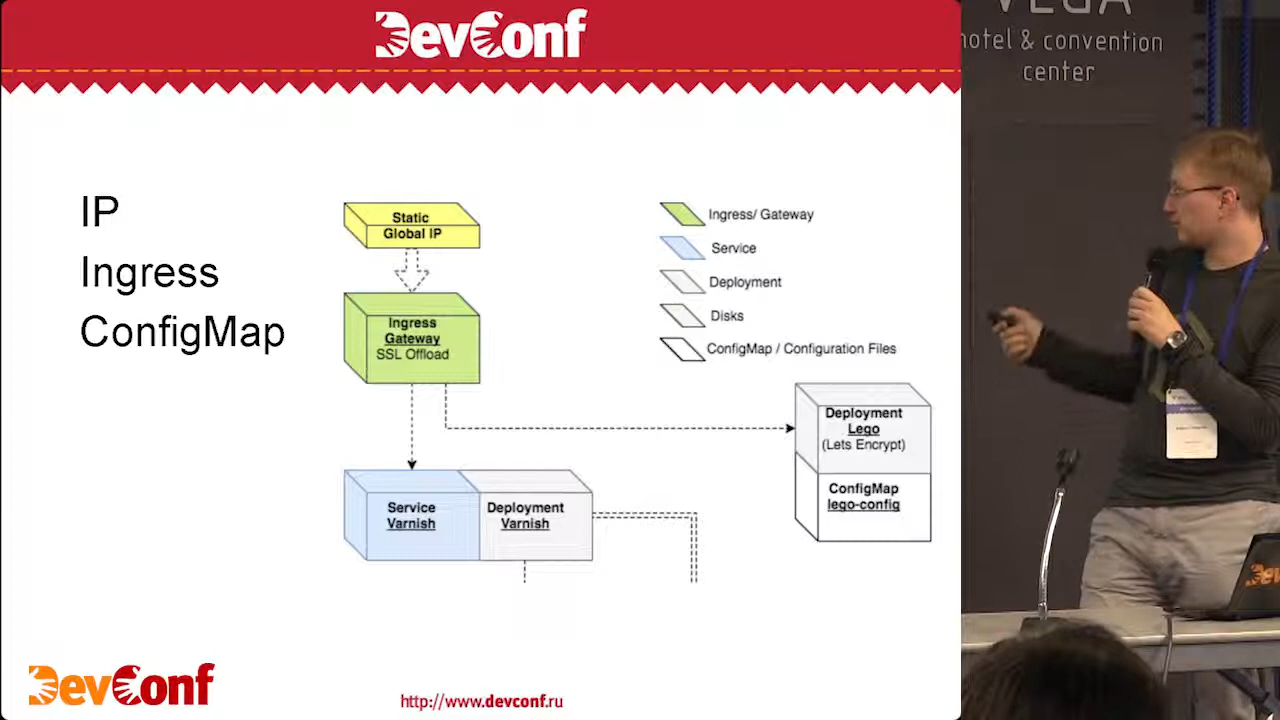 DevConf
IP
Ingress
ConfigMap
Static
Global IP
Ingress
Gateway
SSL Offload
Service
Varnish
Deployment
Varnish
Ingress/ Gateway
Service
Deployment
Disks
ConfigMap / Configuration Files
Deployment
Lego
(Lets Encrypt)
ConfigMap
lego-config
DevConf
http://www.devconf.ru
VEGA
hotel & convention
center